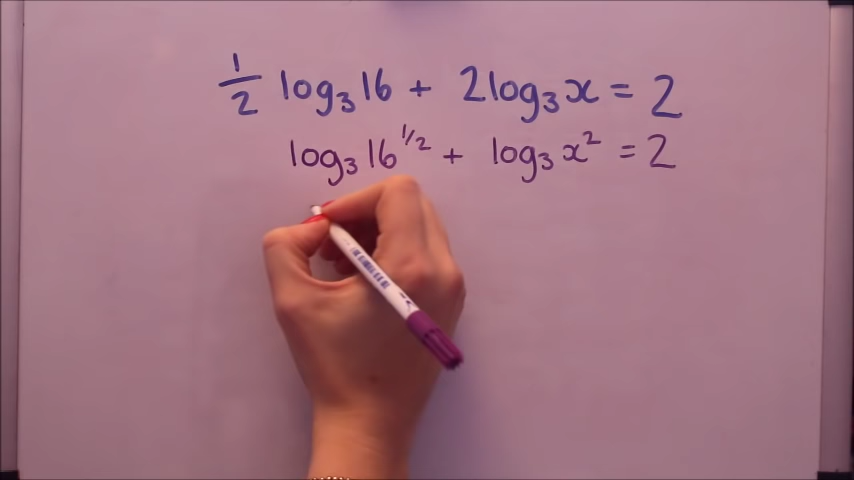 1/2 log₃16 + 2log₃x = 2
log₃16^1/2 + log₃x² = 2